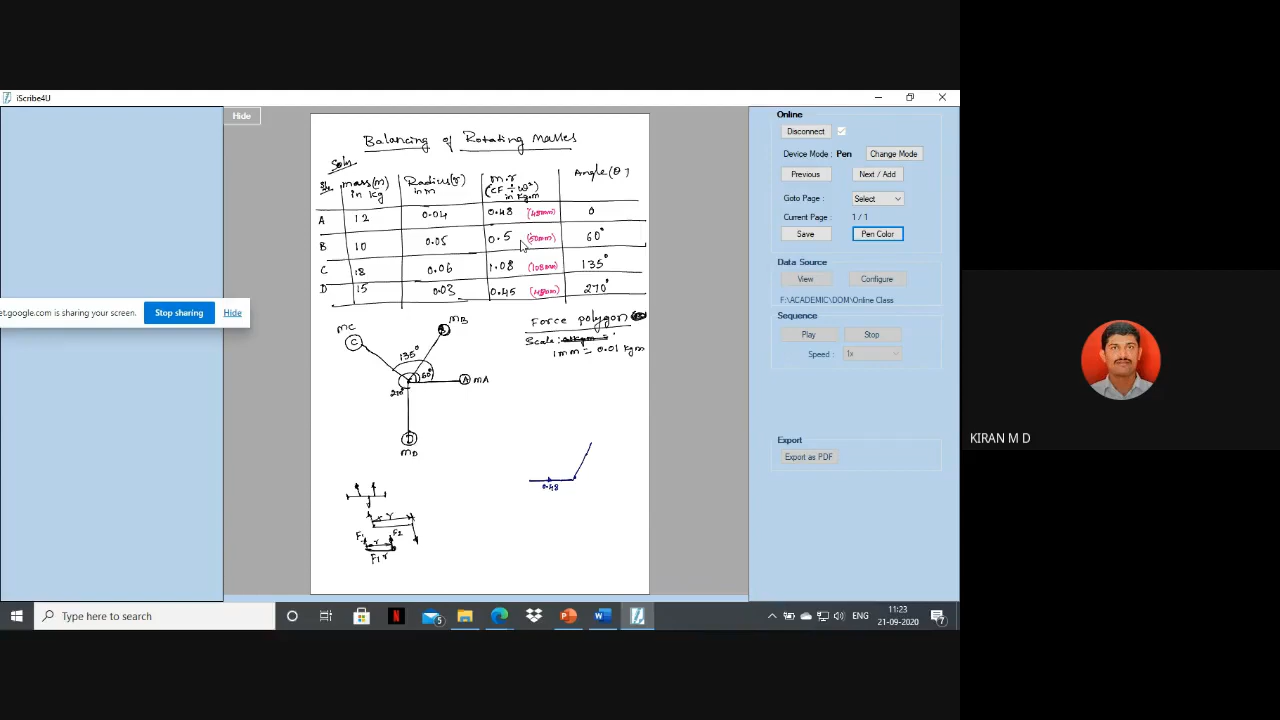 iScribe4U
Hide
Balancing of Rotating Masses
Soln
Mass(m) in kg
Radius(r) in m
m.r (CF ÷ ω²) in kgm
Angle(θ)
A 12 0.04 0.48 (48mm) 0
B 10 0.05 0.5 (50mm) 60°
C 18 0.06 1.08 (108mm) 135°
D 15 0.03 0.45 (45mm) 270°
et.google.com is sharing your screen.
Stop sharing
Hide
Force polygon
Scale:
1mm = 0.01 kgm
MC
C
MB
135°
60°
A
MA
270°
D
MD
0.48
r
F1
F2
r
F1 r
Online
Disconnect
Device Mode: Pen
Change Mode
Previous
Next / Add
Goto Page:
Select
Current Page: 1 / 1
Save
Pen Color
Data Source
View
Configure
F:\ACADEMIC\DOM\Online Class
Sequence
Play
Stop
Speed:
1x
Export
Export as PDF
KIRAN M D
Type here to search
5
ENG
11:23
21-09-2020
7